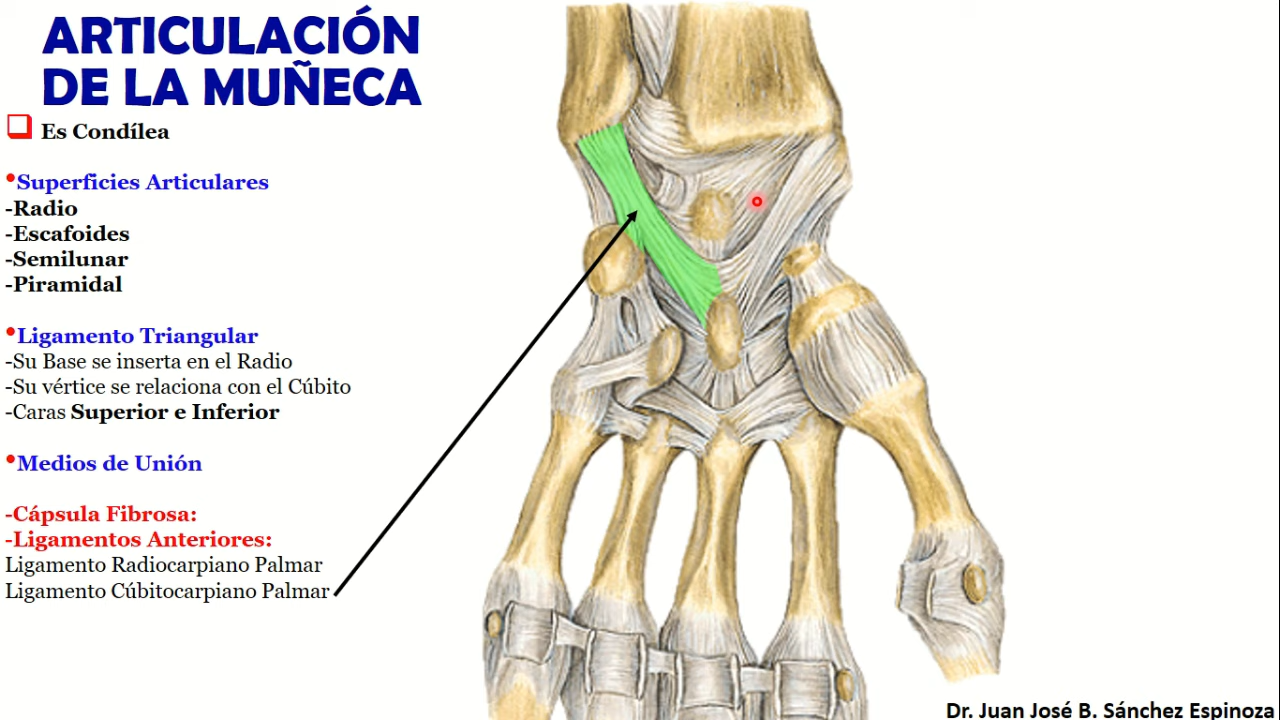 ARTICULACIÓN
DE LA MUÑECA
Es Condílea
•Superficies Articulares
-Radio
-Escafoides
-Semilunar
-Piramidal
•Ligamento Triangular
-Su Base se inserta en el Radio
-Su vértice se relaciona con el Cúbito
-Caras Superior e Inferior
•Medios de Unión
-Cápsula Fibrosa:
-Ligamentos Anteriores:
Ligamento Radiocarpiano Palmar
Ligamento Cúbitocarpiano Palmar
Dr. Juan José B. Sánchez Espinoza